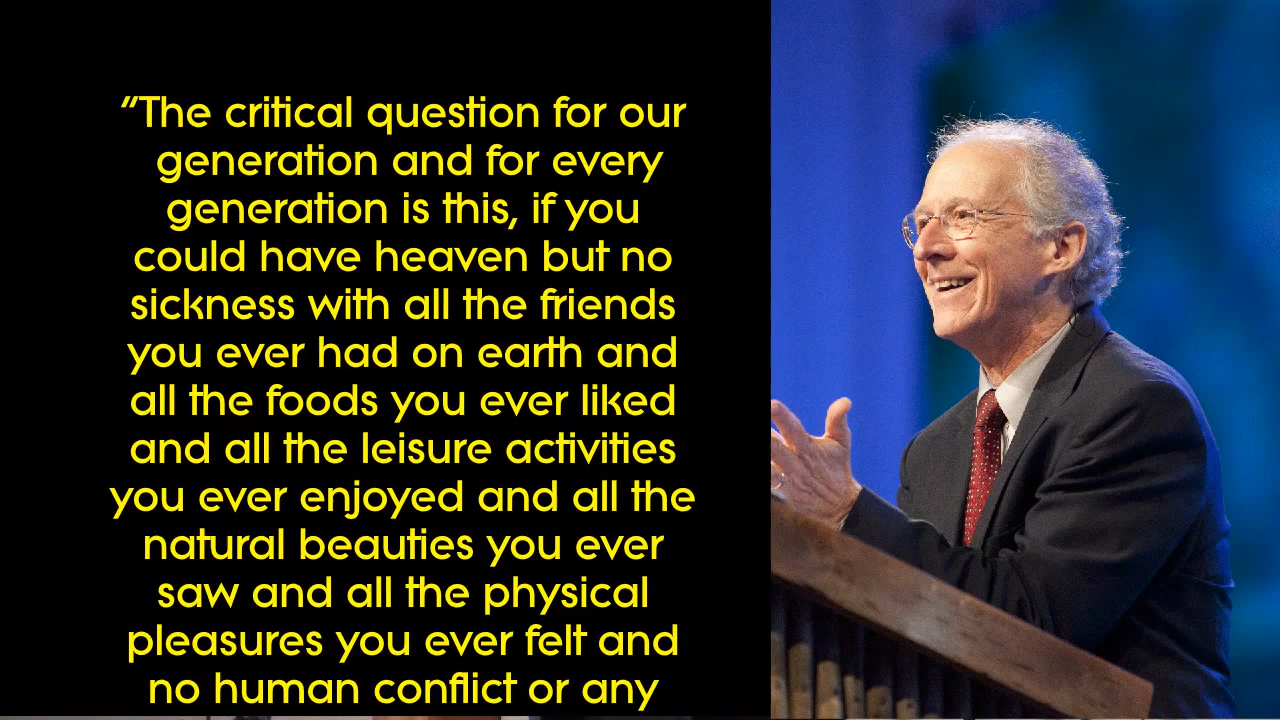 “The critical question for our
generation and for every
generation is this, if you
could have heaven but no
sickness with all the friends
you ever had on earth and
all the foods you ever liked
and all the leisure activities
you ever enjoyed and all the
natural beauties you ever
saw and all the physical
pleasures you ever felt and
no human conflict or any